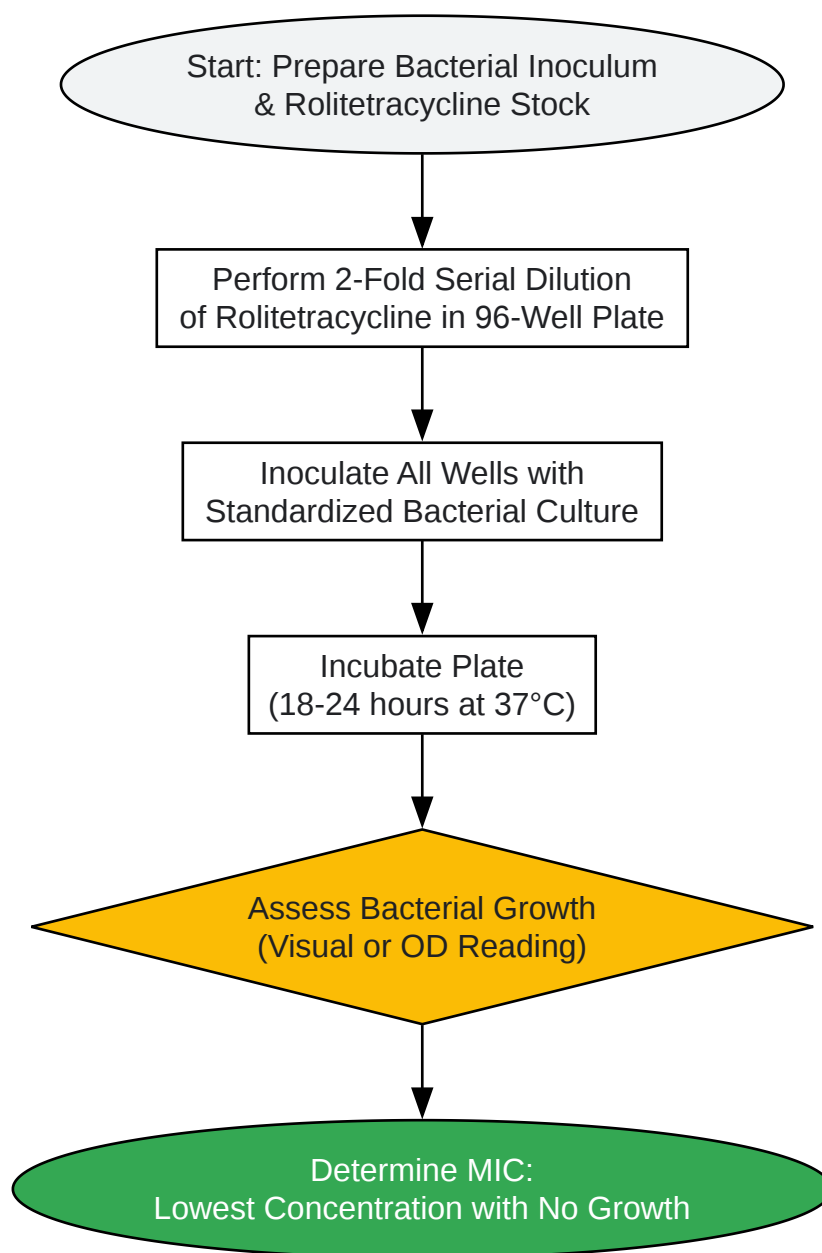 Start: Prepare Bacterial Inoculum
& Rolitetracycline Stock
Perform 2-Fold Serial Dilution
of Rolitetracycline in 96-Well Plate
Inoculate All Wells with
Standardized Bacterial Culture
Incubate Plate
(18-24 hours at 37°C)
Assess Bacterial Growth
(Visual or OD Reading)
Determine MIC:
Lowest Concentration with No Growth